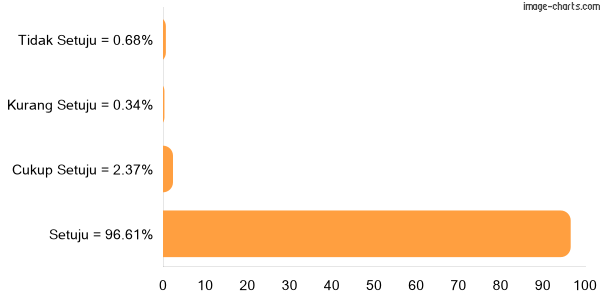 image-charts.com
Tidak Setuju = 0.68%
Kurang Setuju = 0.34%
Cukup Setuju = 2.37%
Setuju = 96.61%
0 10 20 30 40 50 60 70 80 90 100